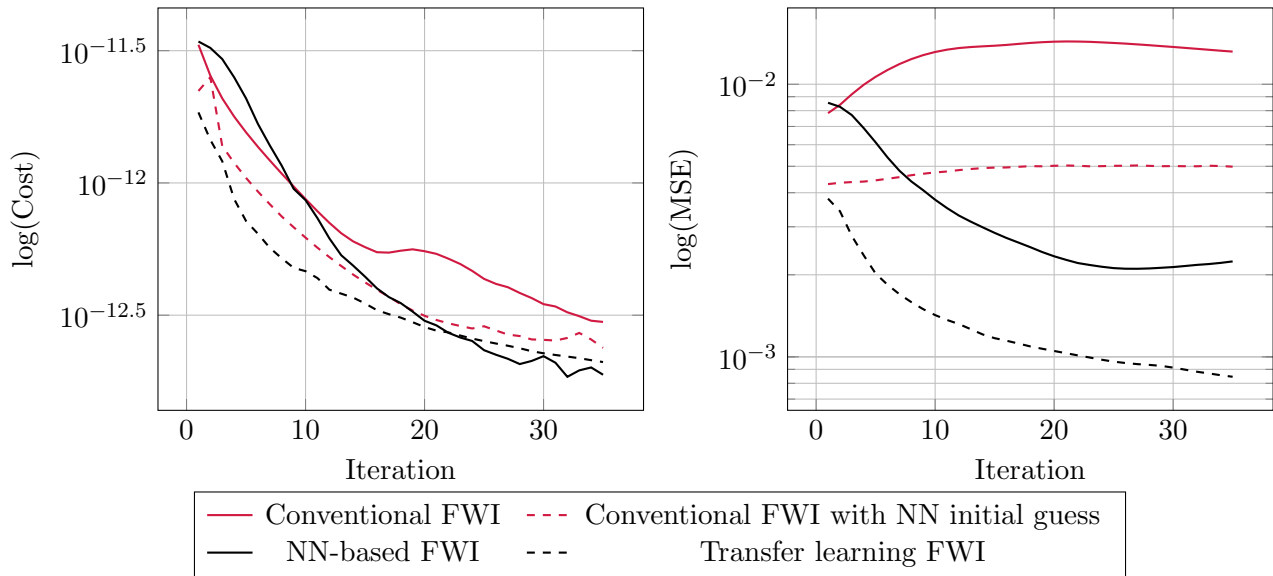 10^{-11.5}
10^{-12}
10^{-12.5}
log(Cost)
0 10 20 30
Iteration
10^{-2}
10^{-3}
log(MSE)
0 10 20 30
Iteration
Conventional FWI Conventional FWI with NN initial guess
NN-based FWI Transfer learning FWI